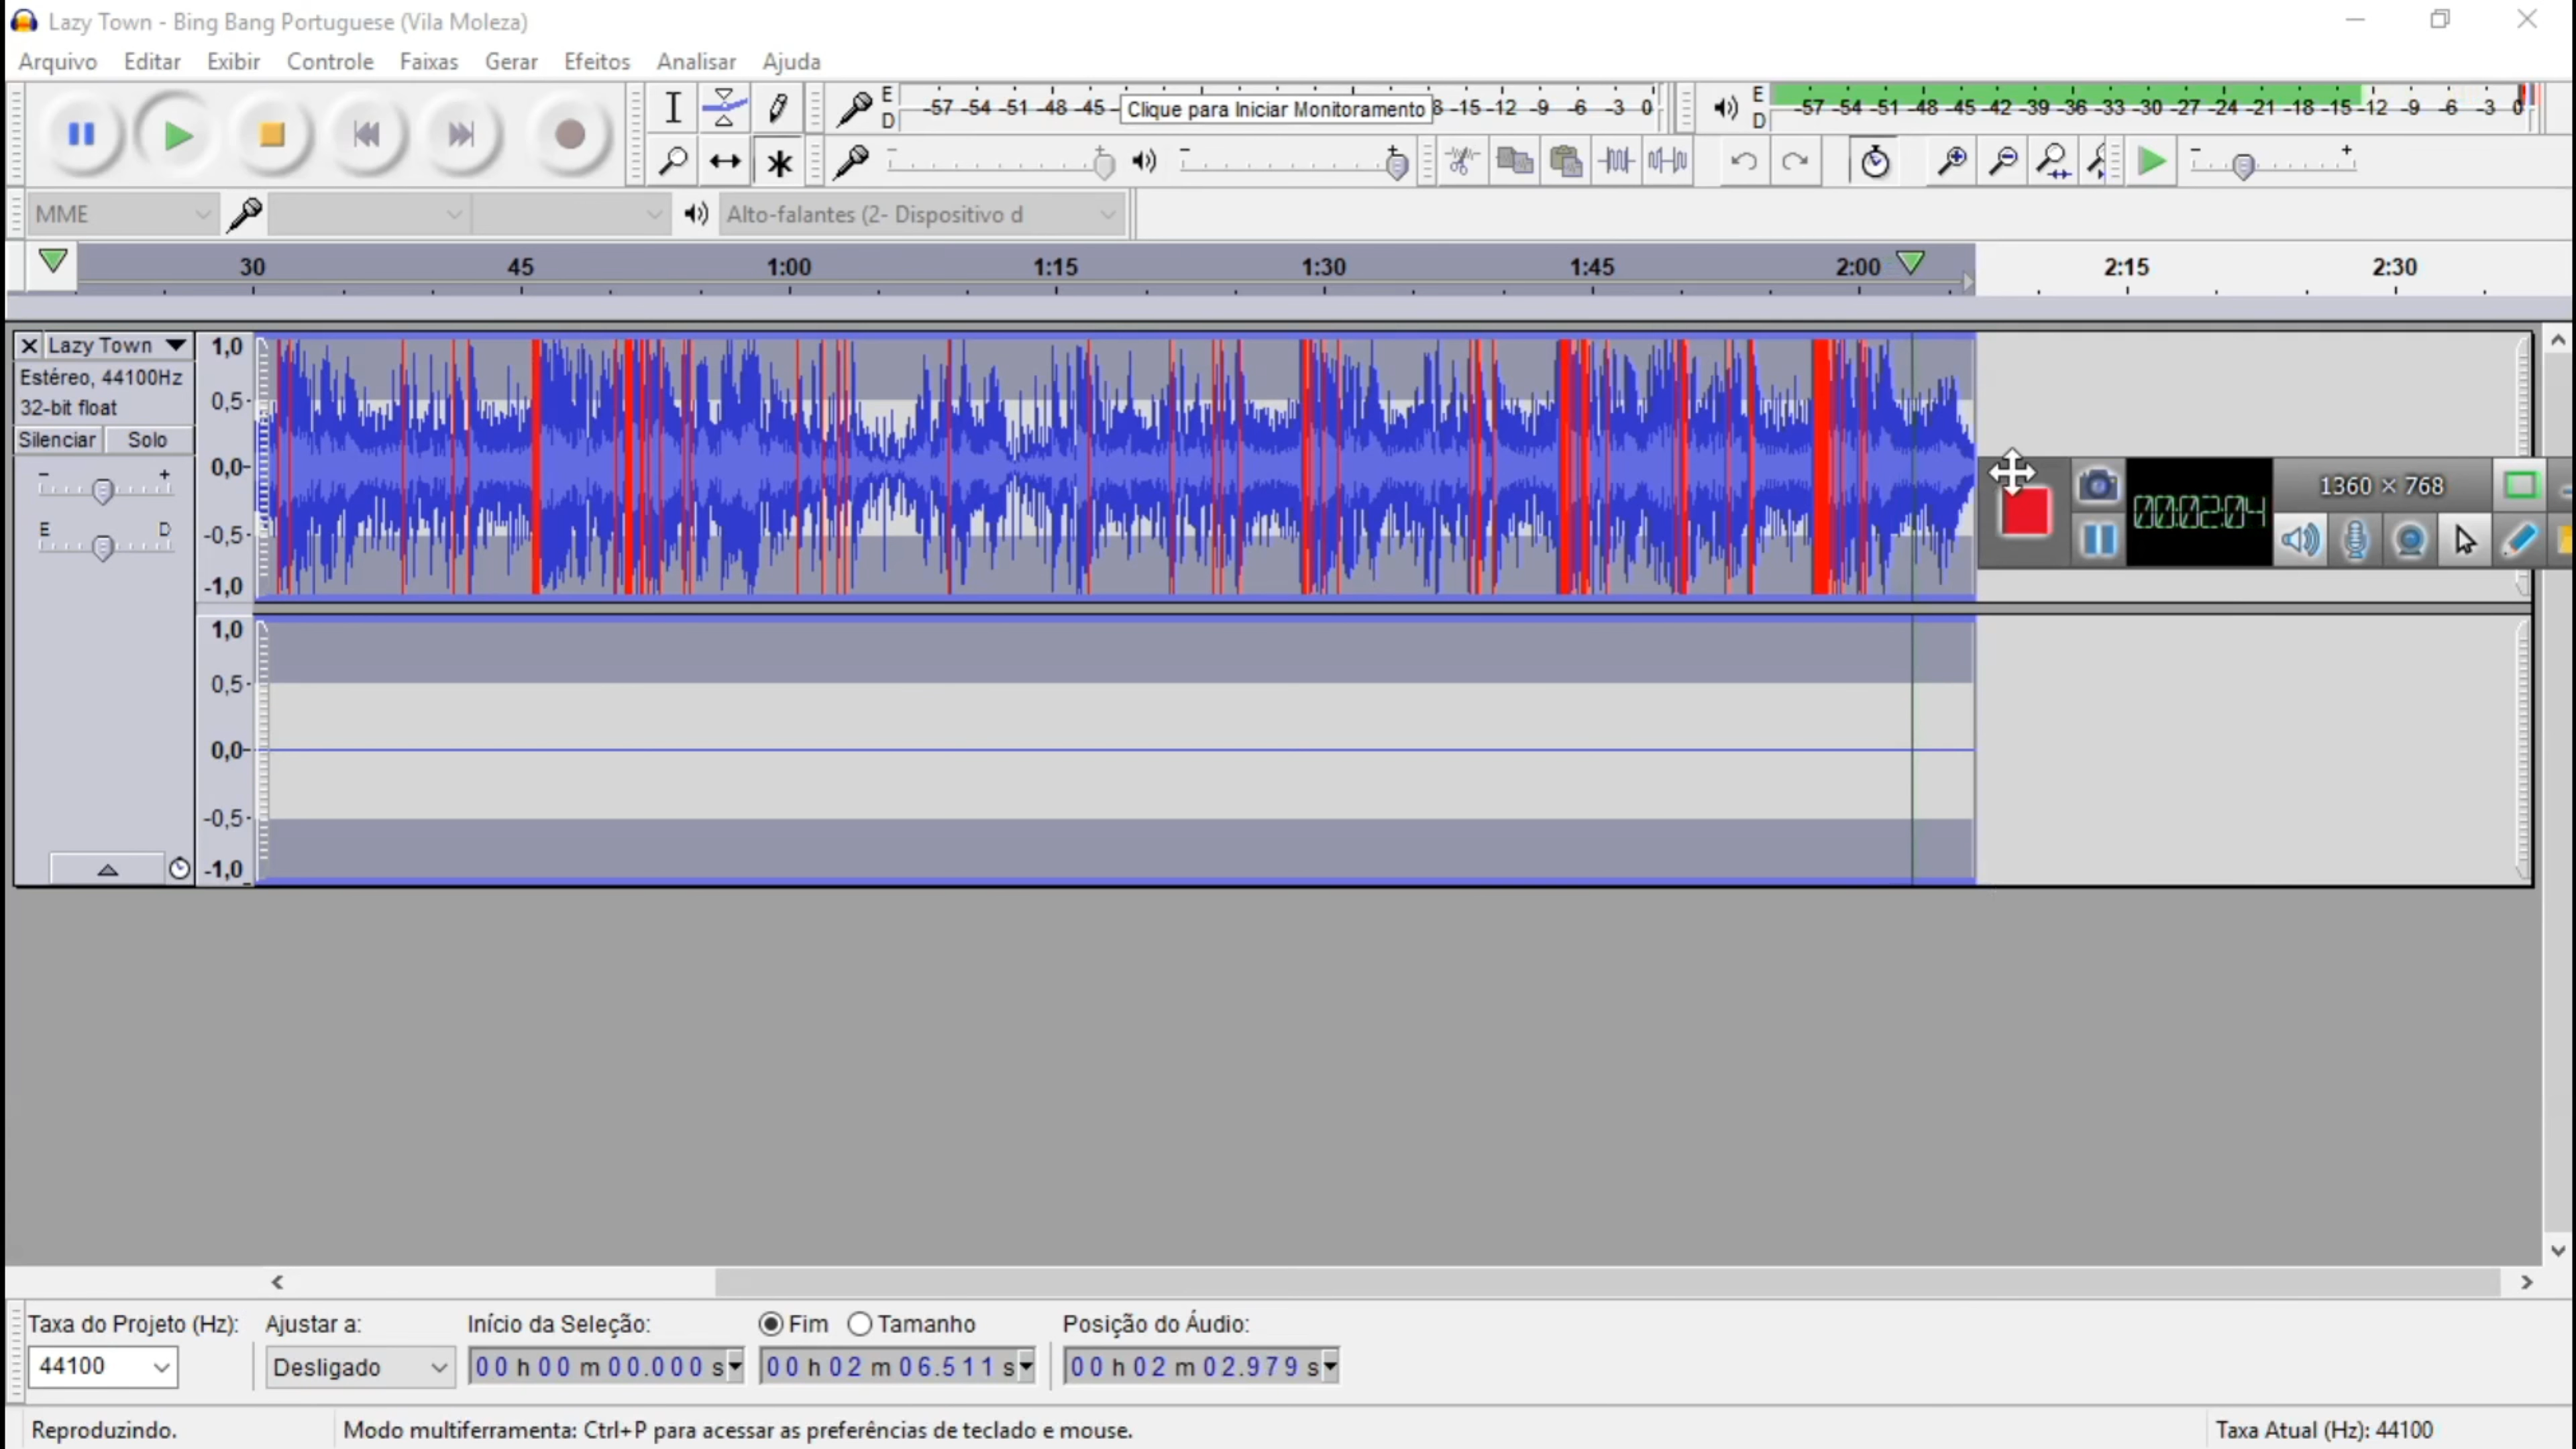 Lazy Town - Bing Bang Portuguese (Vila Moleza)
Arquivo Editar Exibir Controle Faixas Gerar Efeitos Analisar Ajuda
E
D
-57 -54 -51 -48 -45 - Clique para Iniciar Monitoramento 8 -15 -12 -9 -6 -3 0
E
D
-57 -54 -51 -48 -45 -42 -39 -36 -33 -30 -27 -24 -21 -18 -15 -12 -9 -6 -3 0
- + - + - +
MME Alto-falantes (2- Dispositivo d
30 45 1:00 1:15 1:30 1:45 2:00 2:15 2:30
Lazy Town
Estéreo, 44100Hz
32-bit float
Silenciar Solo
- +
E D
1,0
0,5
0,0
-0,5
-1,0
1360 × 768
00:02:04
1,0
0,5
0,0
-0,5
-1,0
Taxa do Projeto (Hz): Ajustar a: Início da Seleção: Fim Tamanho Posição do Áudio:
44100 Desligado 00 h 00 m 00.000 s 00 h 02 m 06.511 s 00 h 02 m 02.979 s
Reproduzindo. Modo multiferramenta: Ctrl+P para acessar as preferências de teclado e mouse. Taxa Atual (Hz): 44100